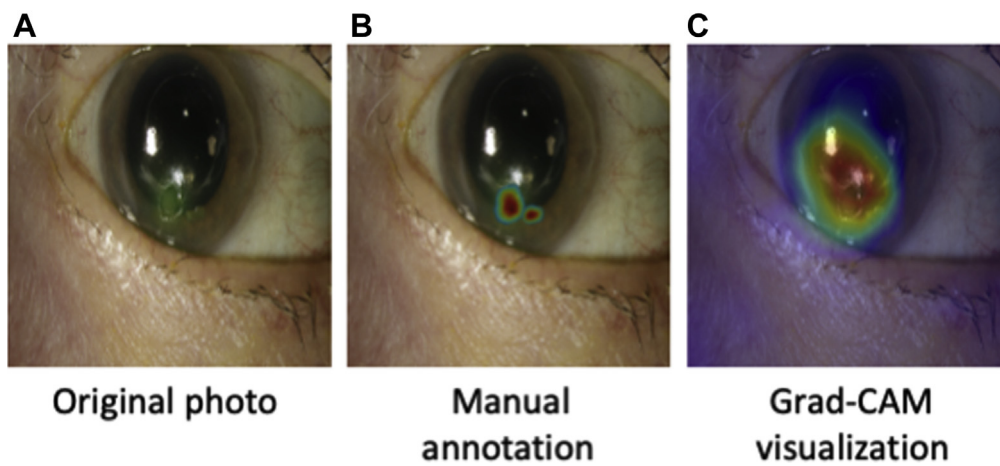 A
B
C
Original photo
Manual
annotation
Grad-CAM
visualization